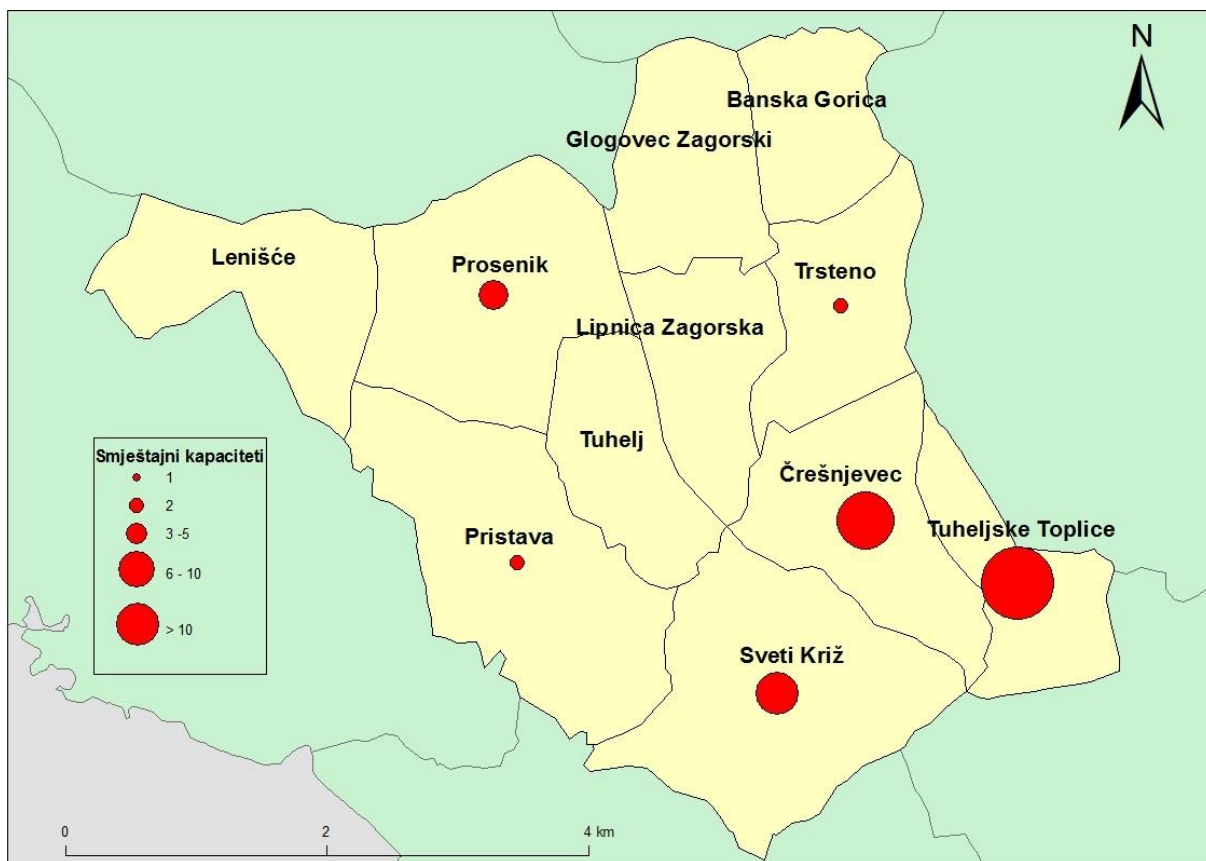 N
Banska Gorica
Glogovec Zagorski
Lenišće
Prosenik
Trsteno
Lipnica Zagorska
Tuhelj
Smještajni kapaciteti
1
2
3 -5
6 - 10
> 10
Črešnjevec
Tuheljske Toplice
Pristava
Sveti Križ
0
2
4 km